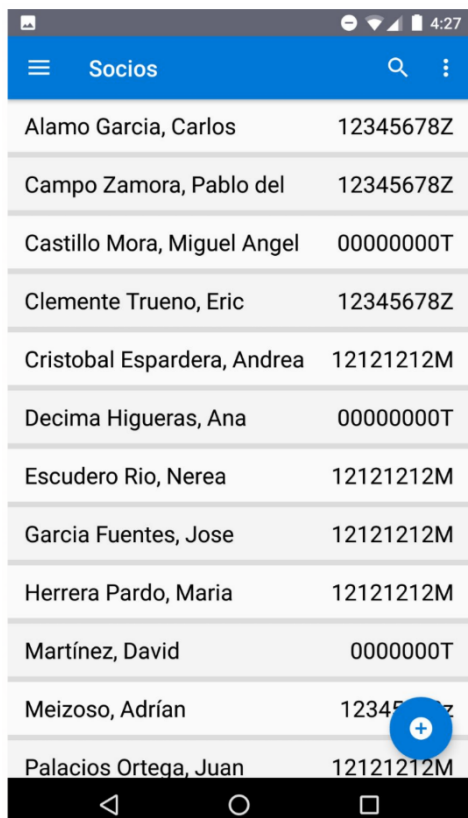 4:27
Socios
Alamo Garcia, Carlos 12345678Z
Campo Zamora, Pablo del 12345678Z
Castillo Mora, Miguel Angel 00000000T
Clemente Trueno, Eric 12345678Z
Cristobal Espardera, Andrea 12121212M
Decima Higueras, Ana 00000000T
Escudero Rio, Nerea 12121212M
Garcia Fuentes, Jose 12121212M
Herrera Pardo, Maria 12121212M
Martínez, David 0000000T
Meizoso, Adrían
Palacios Ortega, Juan 12121212M